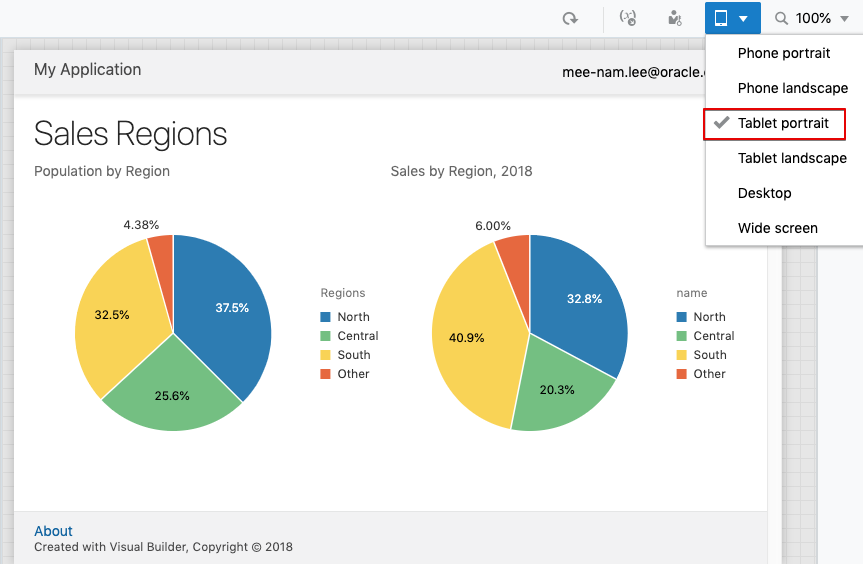 100%
My Application
mee-nam.lee@oracle.c
Phone portrait
Phone landscape
Tablet portrait
Tablet landscape
Desktop
Wide screen
Sales Regions
Population by Region
4.38%
32.5%
37.5%
25.6%
Regions
North
Central
South
Other
Sales by Region, 2018
6.00%
32.8%
40.9%
20.3%
name
North
Central
South
Other
About
Created with Visual Builder, Copyright © 2018